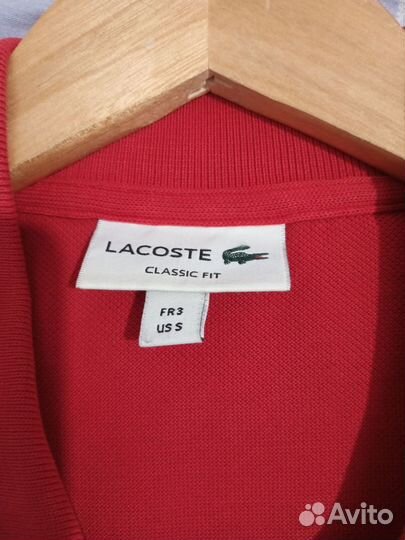 LACOSTE
CLASSIC FIT
FR3
US S
Avito